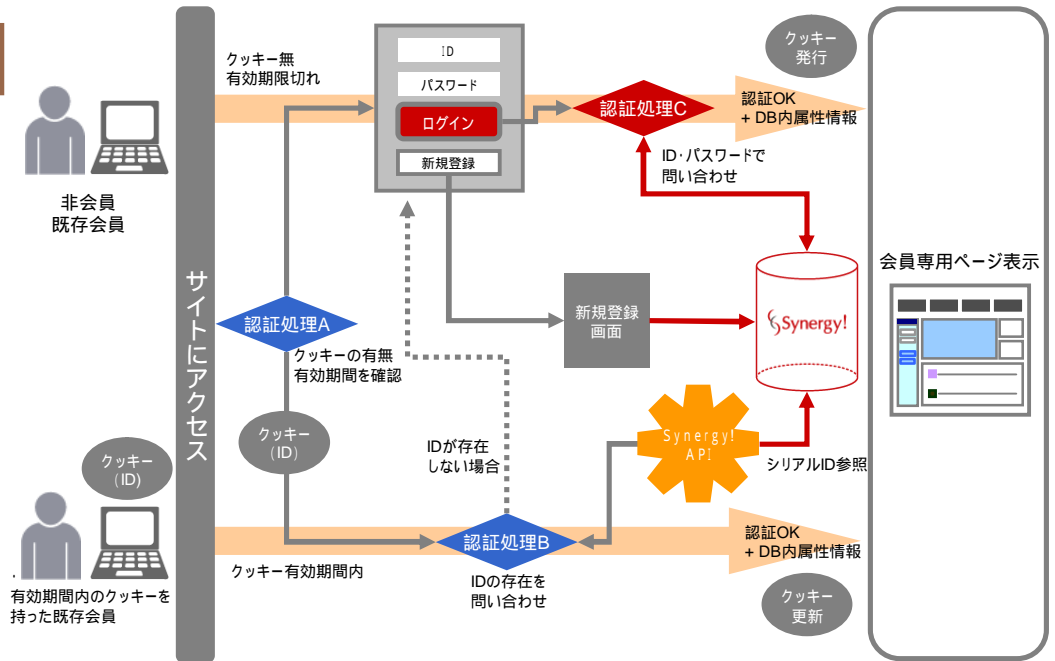 クッキー無
有効期限切れ
ID
パスワード
ログイン
新規登録
認証処理C
クッキー
発行
認証OK
+ DB内属性情報
ID・パスワードで
問い合わせ
非会員
既存会員
サイトにアクセス
認証処理A
クッキーの有無
有効期間を確認
新規登録
画面
Synergy!
会員専用ページ表示
クッキー
(ID)
クッキー
(ID)
IDが存在
しない場合
Synergy!
API
シリアルID参照
認証処理B
認証OK
+ DB内属性情報
クッキー有効期間内
IDの存在を
問い合わせ
.
有効期間内のクッキーを
持った既存会員
クッキー
更新